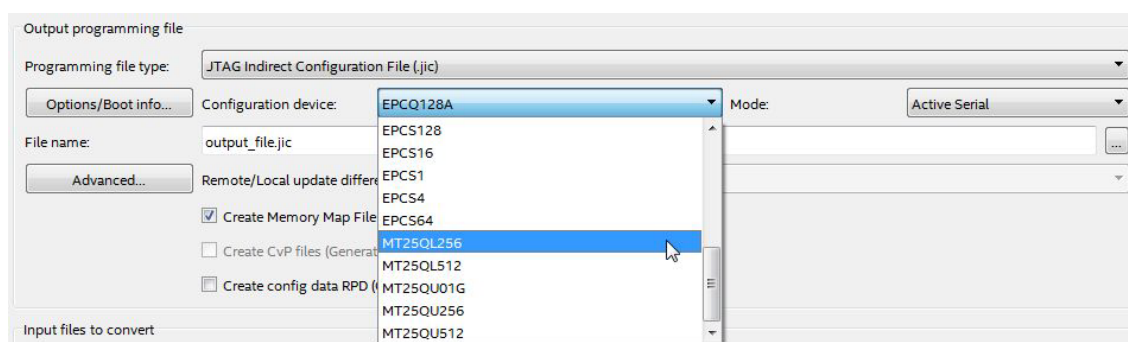 Output programming file
Programming file type: JTAG Indirect Configuration File (.jic)
Options/Boot info... Configuration device: EPCQ128A Mode: Active Serial
EPCS128
File name: output_file.jic ...
EPCS16
Advanced... Remote/Local update differe
EPCS1
EPCS4
Create Memory Map File
EPCS64
MT25QL256
Create CvP files (Generat
MT25QL512
Create config data RPD (
MT25QU01G
MT25QU256
Input files to convert
MT25QU512